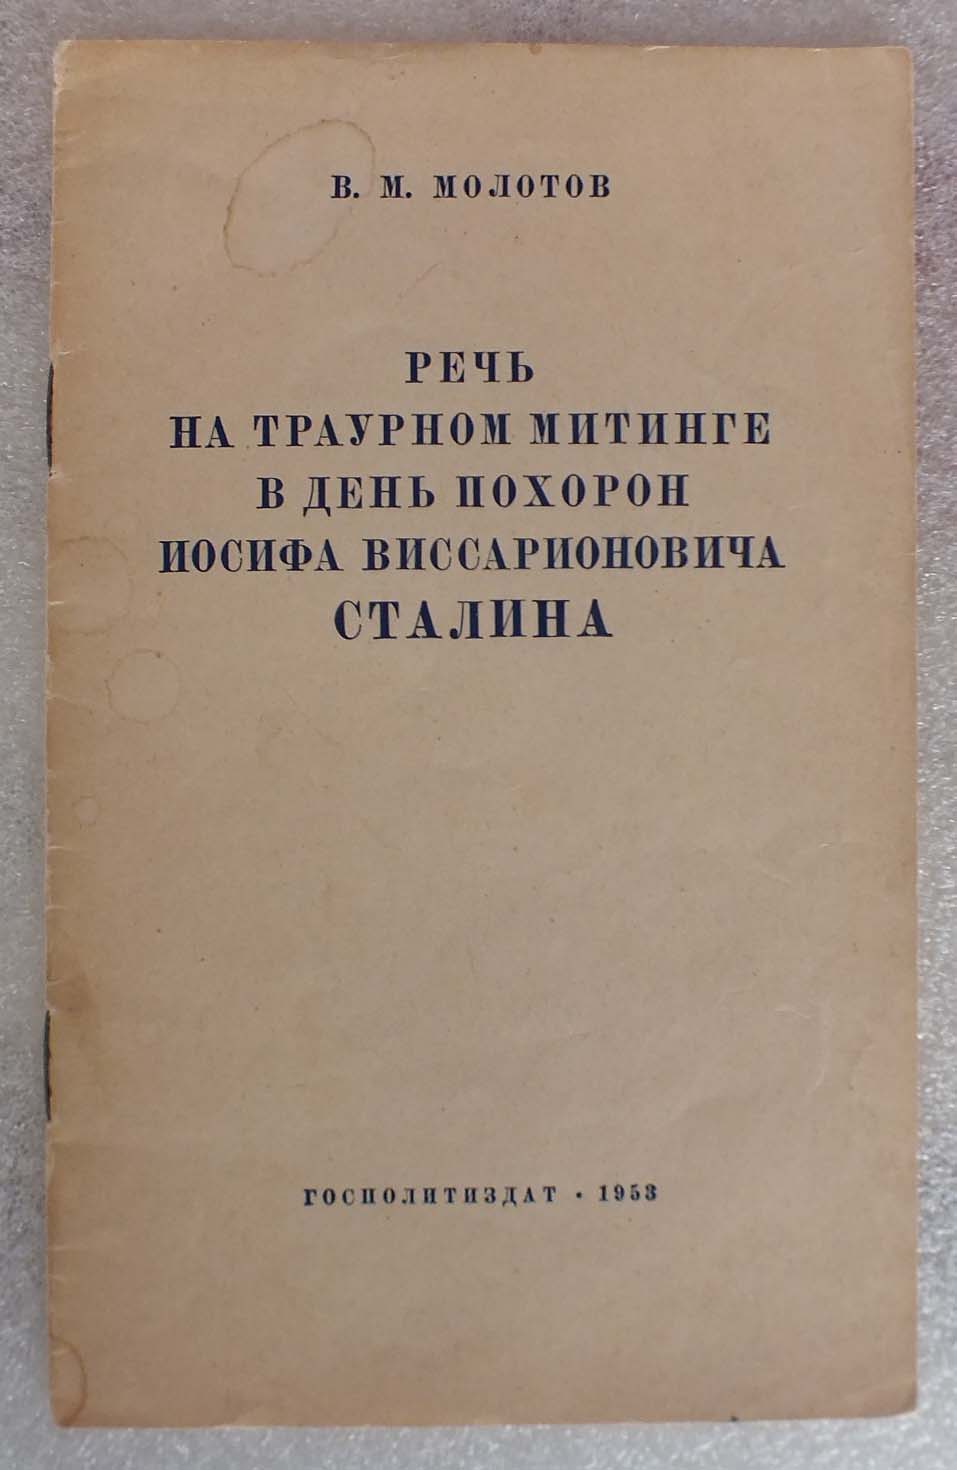 В. М. МОЛОТОВ
РЕЧЬ
НА ТРАУРНОМ МИТИНГЕ
В ДЕНЬ ПОХОРОН
ИОСИФА ВИССАРИОНОВИЧА
СТАЛИНА
ГОСПОЛИТИЗДАТ • 1953